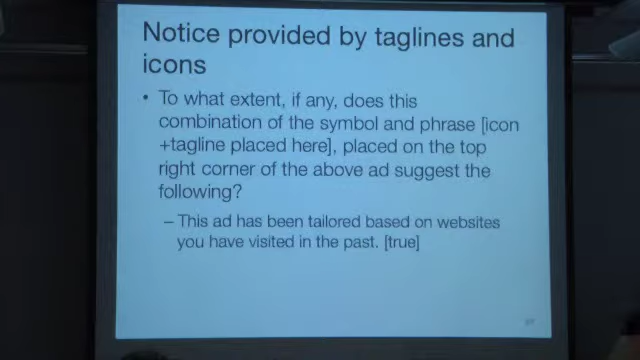 Notice provided by taglines and
icons
• To what extent, if any, does this
combination of the symbol and phrase [icon
+tagline placed here], placed on the top
right corner of the above ad suggest the
following?
– This ad has been tailored based on websites
you have visited in the past. [true]